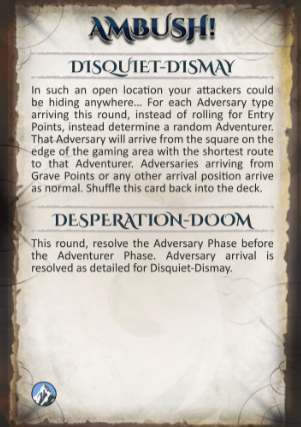 AMBUSH!
DISQUIET-DISMAY
In such an open location your attackers could
be hiding anywhere... For each Adversary type
arriving this round, instead of rolling for Entry
Points, instead determine a random Adventurer.
That Adversary will arrive from the square on the
edge of the gaming area with the shortest route
to that Adventurer. Adversaries arriving from
Grave Points or any other arrival position arrive
as normal. Shuffle this card back into the deck.
DESPERATION-DOOM
This round, resolve the Adversary Phase before
the Adventurer Phase. Adversary arrival is
resolved as detailed for Disquiet-Dismay.